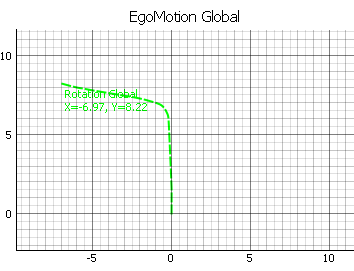 EgoMotion Global
10
Rotation Global
X=-6.97, Y=8.22
5
0
-5 0 5 10